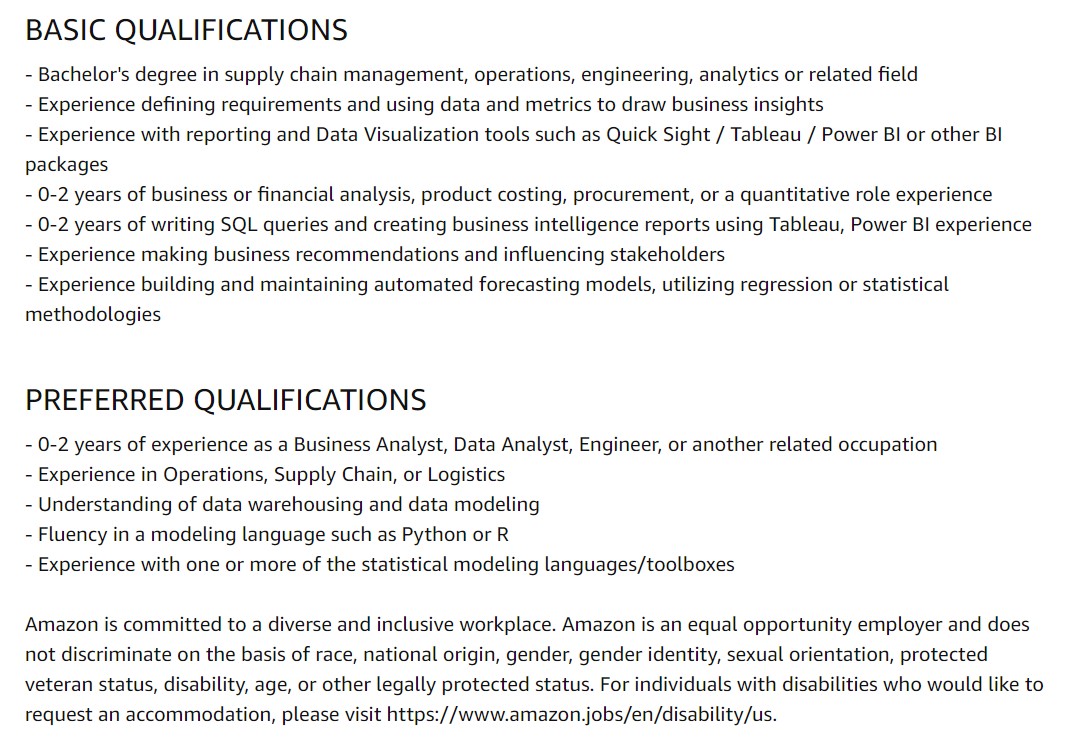 BASIC QUALIFICATIONS
- Bachelor's degree in supply chain management, operations, engineering, analytics or related field
- Experience defining requirements and using data and metrics to draw business insights
- Experience with reporting and Data Visualization tools such as Quick Sight / Tableau / Power BI or other BI
packages
- 0-2 years of business or financial analysis, product costing, procurement, or a quantitative role experience
- 0-2 years of writing SQL queries and creating business intelligence reports using Tableau, Power BI experience
- Experience making business recommendations and influencing stakeholders
- Experience building and maintaining automated forecasting models, utilizing regression or statistical
methodologies
PREFERRED QUALIFICATIONS
- 0-2 years of experience as a Business Analyst, Data Analyst, Engineer, or another related occupation
- Experience in Operations, Supply Chain, or Logistics
- Understanding of data warehousing and data modeling
- Fluency in a modeling language such as Python or R
- Experience with one or more of the statistical modeling languages/toolboxes
Amazon is committed to a diverse and inclusive workplace. Amazon is an equal opportunity employer and does
not discriminate on the basis of race, national origin, gender, gender identity, sexual orientation, protected
veteran status, disability, age, or other legally protected status. For individuals with disabilities who would like to
request an accommodation, please visit https://www.amazon.jobs/en/disability/us.